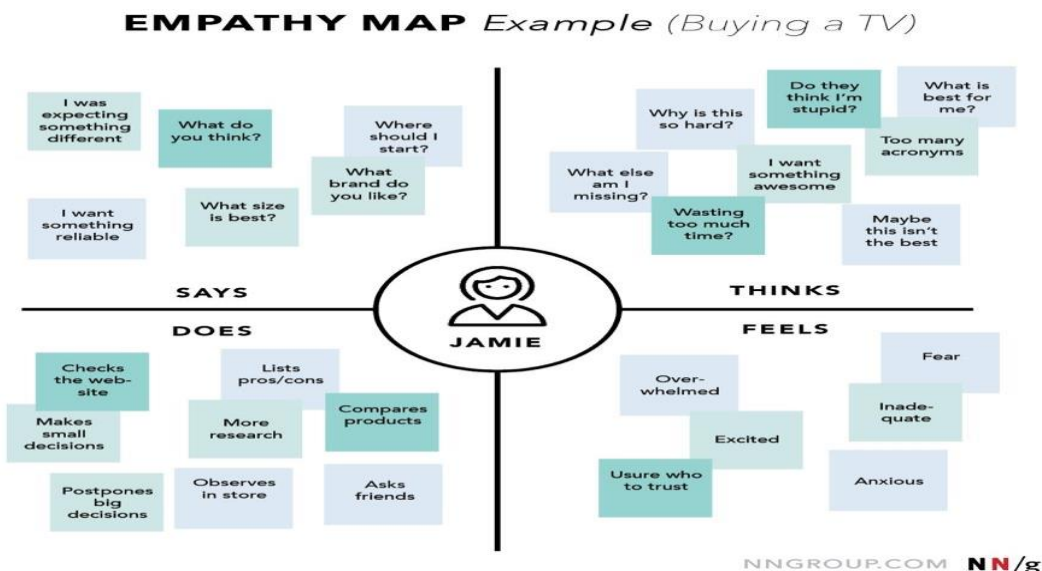 EMPATHY MAP Example (Buying a TV)
I was
expecting
something
different
What do
you think?
Where
should I
start?
What
brand do
you like?
I want
something
reliable
What size
is best?
SAYS
Why is this
so hard?
Do they
think I'm
stupid?
What is
best for
me?
Too many
acronyms
I want
something
awesome
What else
am I
missing?
Wasting
too much
time?
Maybe
this isn't
the best
THINKS
JAMIE
DOES
Checks
the web-
site
Lists
pros/cons
Makes
small
decisions
More
research
Compares
products
Postpones
big
decisions
Observes
in store
Asks
friends
FEELS
Over-
whelmed
Fear
Inade-
quate
Excited
Usure who
to trust
Anxious
NNGROUP.COM NN/g